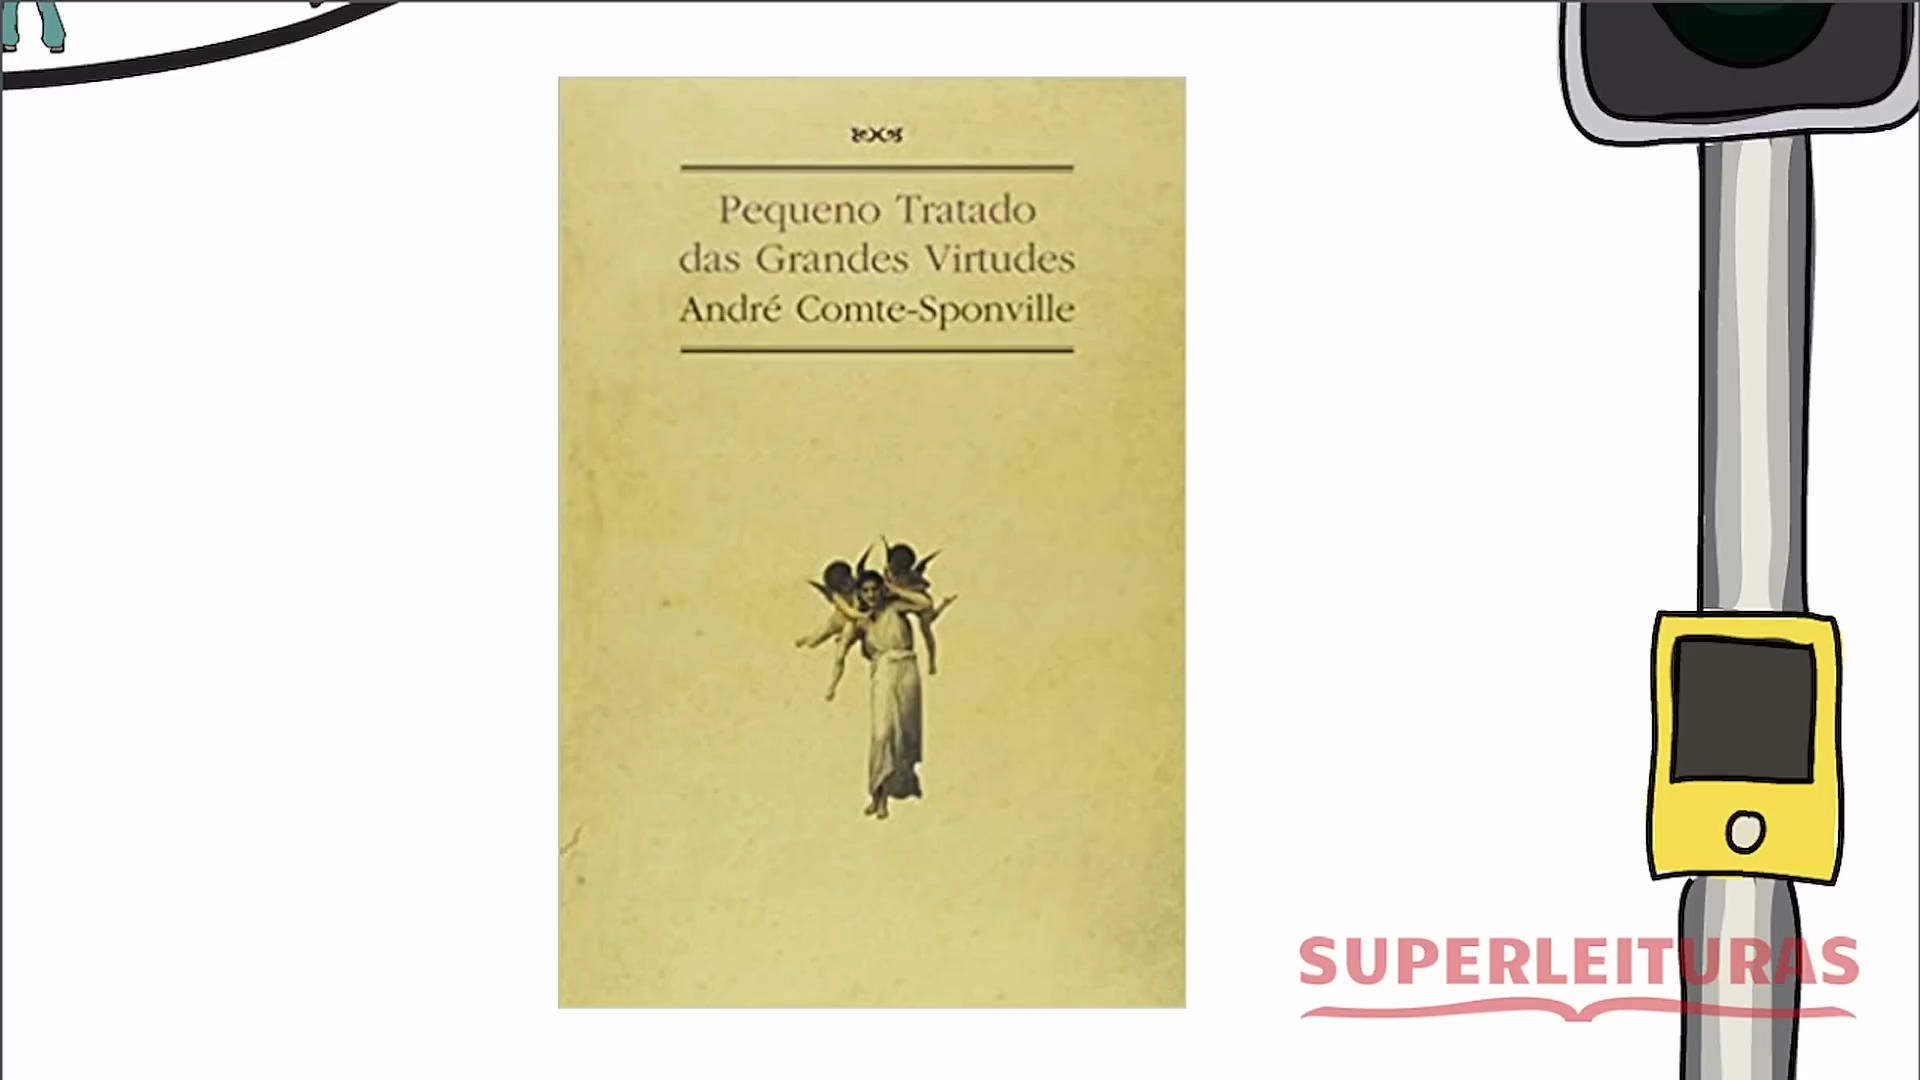 Pequeno Tratado
das Grandes Virtudes
André Comte-Sponville
SUPERLEITURAS